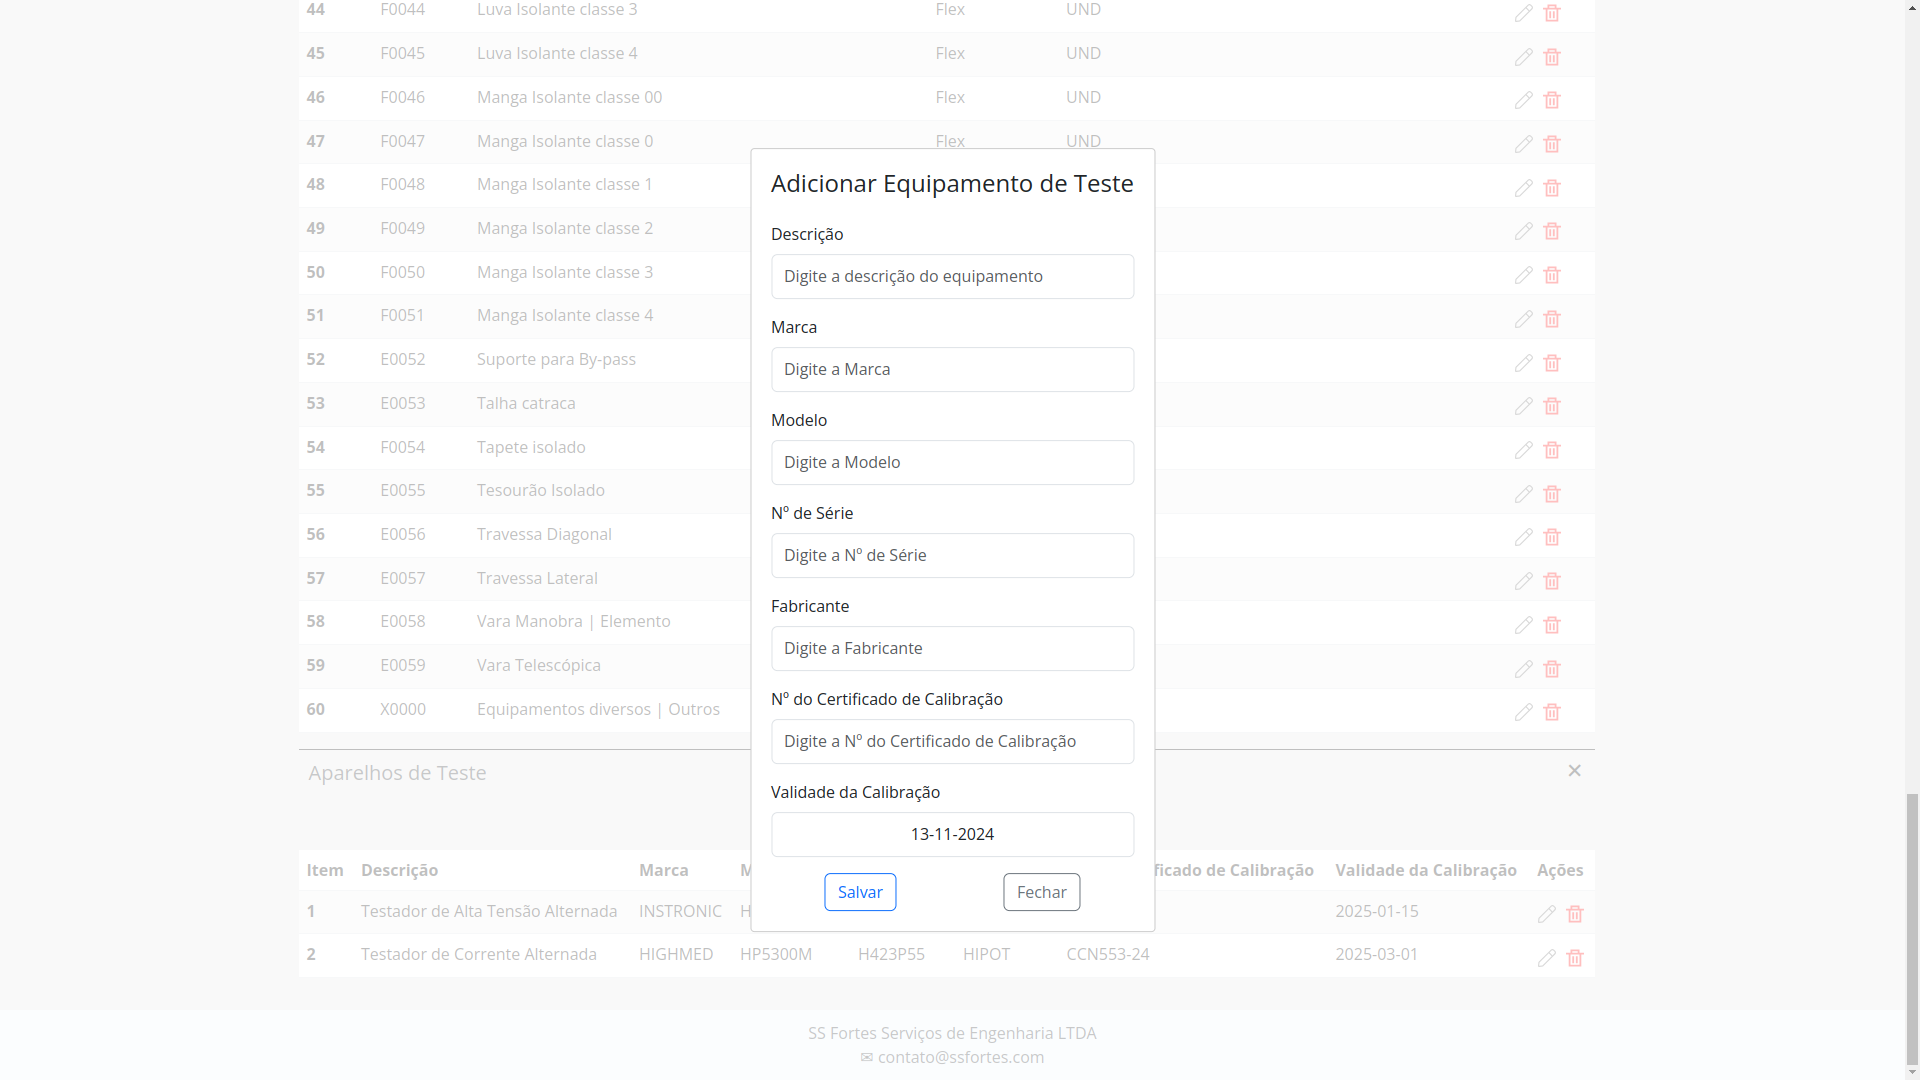 44 F0044 Luva Isolante classe 3 Flex UND
45 F0045 Luva Isolante classe 4 Flex UND
46 F0046 Manga Isolante classe 00 Flex UND
47 F0047 Manga Isolante classe 0 Flex UND
48 F0048 Manga Isolante classe 1
49 F0049 Manga Isolante classe 2
50 F0050 Manga Isolante classe 3
51 F0051 Manga Isolante classe 4
52 E0052 Suporte para By-pass
53 E0053 Talha catraca
54 F0054 Tapete isolado
55 E0055 Tesourão Isolado
56 E0056 Travessa Diagonal
57 E0057 Travessa Lateral
58 E0058 Vara Manobra | Elemento
59 E0059 Vara Telescópica
60 X0000 Equipamentos diversos | Outros
Adicionar Equipamento de Teste
Descrição
Digite a descrição do equipamento
Marca
Digite a Marca
Modelo
Digite a Modelo
Nº de Série
Digite a Nº de Série
Fabricante
Digite a Fabricante
Nº do Certificado de Calibração
Digite a Nº do Certificado de Calibração
Validade da Calibração
13-11-2024
Salvar Fechar
Aparelhos de Teste
Item Descrição Marca M ficado de Calibração Validade da Calibração Ações
1 Testador de Alta Tensão Alternada INSTRONIC H 2025-01-15
2 Testador de Corrente Alternada HIGHMED HP5300M H423P55 HIPOT CCN553-24 2025-03-01
SS Fortes Serviços de Engenharia LTDA
✉ contato@ssfortes.com